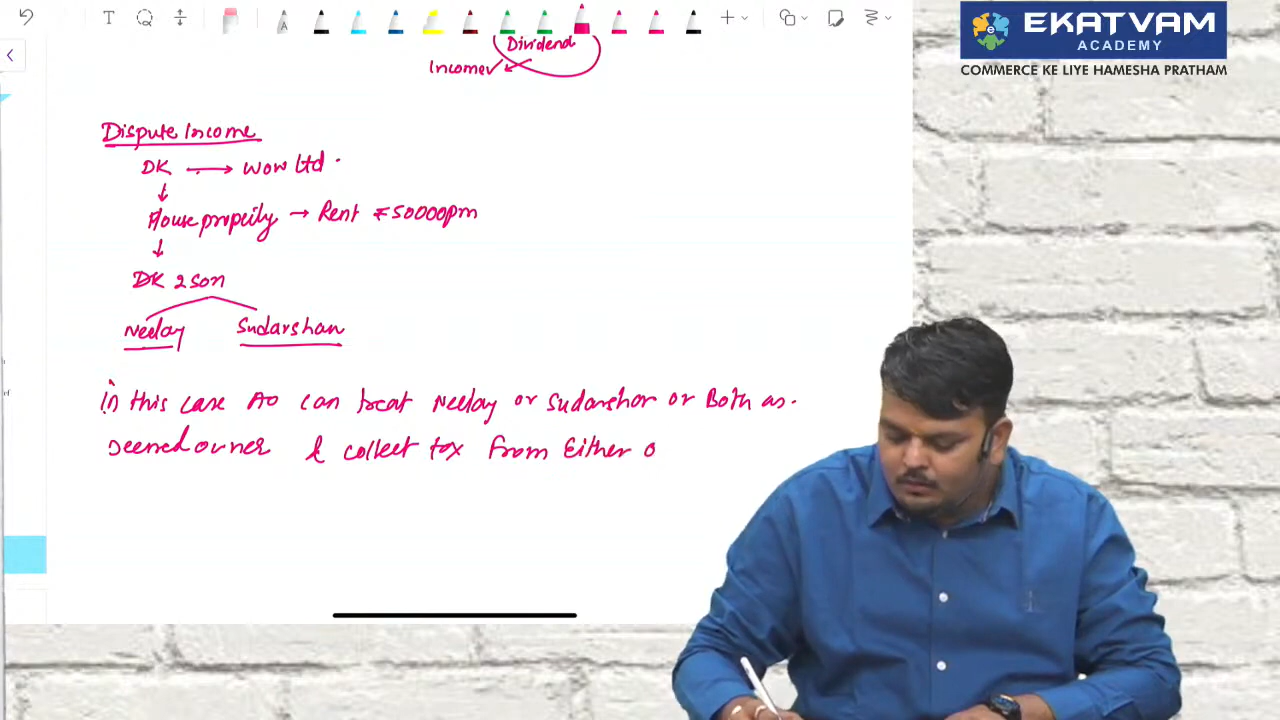 EKATVAM
ACADEMY
COMMERCE KE LIYE HAMESHA PRATHAM
Dividend
Income
Dispute Income
DK → WOW Ltd.
House property → Rent ₹50000pm
DK 2 son
Neelay Sudarshan
In this case AO can treat Neelay or Sudarshan or Both as.
Deemed owner & collect tax from Either o